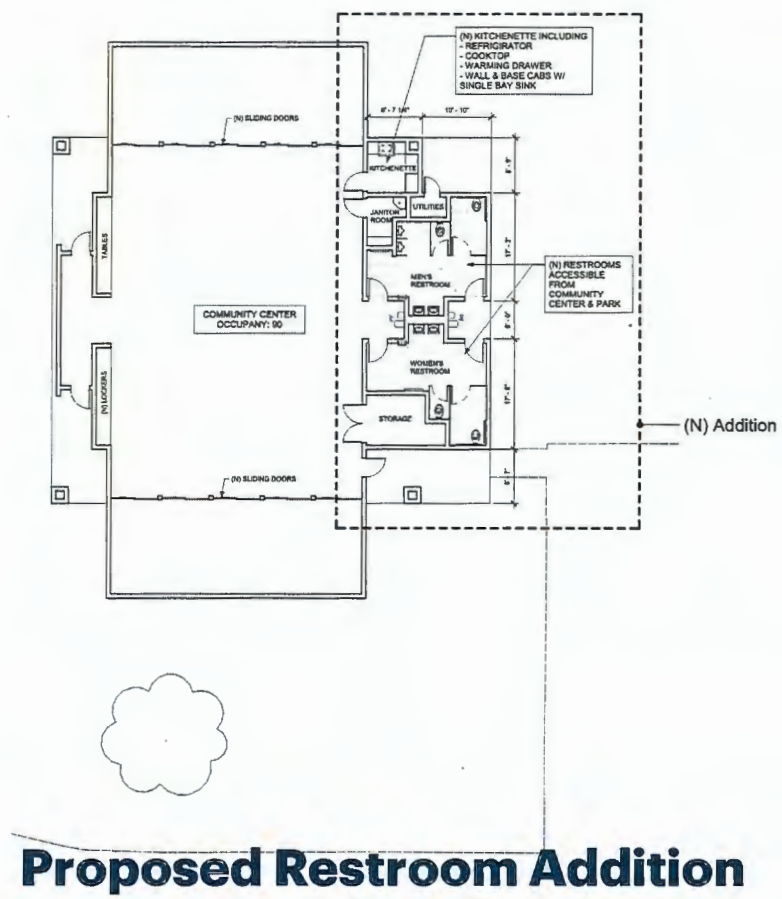 (N) KITCHENETTE INCLUDING
- REFRIGIRATOR
- COOKTOP
- WARMING DRAWER
- WALL & BASE CABS W/
SINGLE BAY SINK
10'- 10"
(N) SLIDING DOORS
KITCHENETTE
UTILITIES
JANITOR
ROOM
TABLES
MEN'S
RESTROOM
(N) RESTROOMS
ACCESSIBLE
FROM
COMMUNITY
CENTER & PARK
COMMUNITY CENTER
OCCUPANY: 90
WOMEN'S
RESTROOM
(N) LOCKERS
STORAGE
(N) Addition
(N) SLIDING DOORS
Proposed Restroom Addition